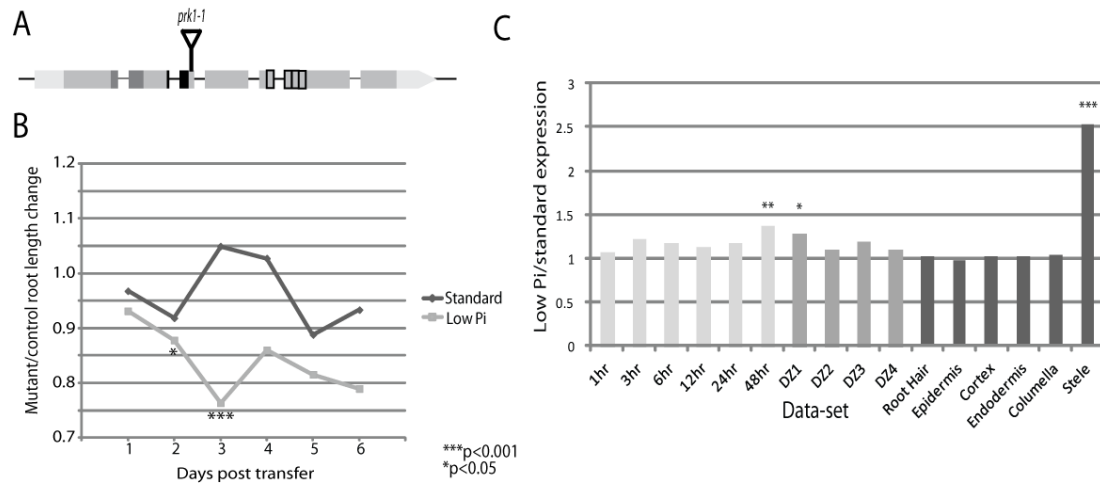 A
prk1-1
B
1.2
1.1
1.0
0.9
0.8
0.7
Mutant/control root length change
*
***
1 2 3 4 5 6
Days post transfer
Standard
Low Pi
***p<0.001
*p<0.05
C
3
2.5
2
1.5
1
0.5
0
Low Pi/standard expression
**
*
***
1hr 3hr 6hr 12hr 24hr 48hr DZ1 DZ2 DZ3 DZ4 Root Hair Epidermis Cortex Endodermis Columella Stele
Data-set